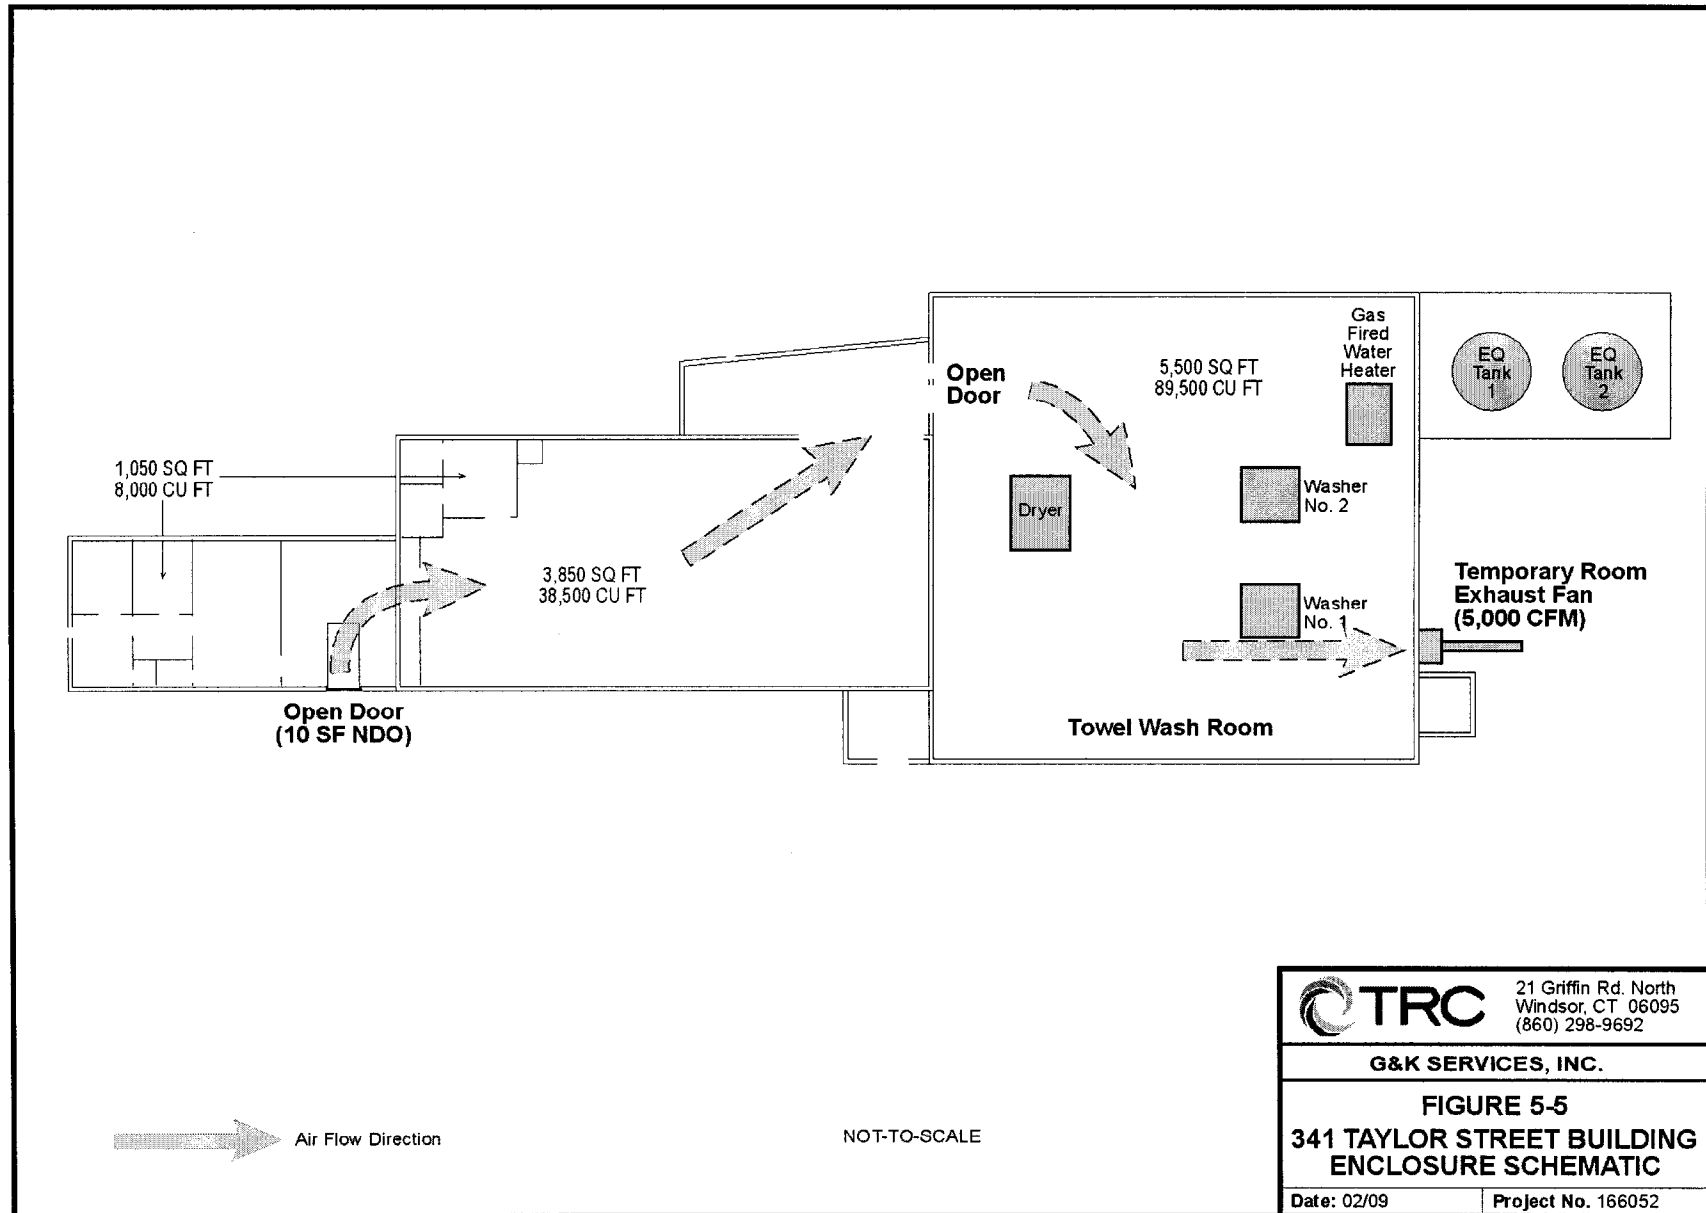 Gas
Fired
Water
Heater
EQ
Tank
1
EQ
Tank
2
Open
Door
5,500 SQ FT
89,500 CU FT
1,050 SQ FT
8,000 CU FT
Dryer
Washer
No. 2
3,850 SQ FT
38,500 CU FT
Washer
No. 1
Temporary Room
Exhaust Fan
(5,000 CFM)
Open Door
(10 SF NDO)
Towel Wash Room
TRC
21 Griffin Rd. North
Windsor, CT 06095
(860) 298-9692
G&K SERVICES, INC.
FIGURE 5-5
341 TAYLOR STREET BUILDING
ENCLOSURE SCHEMATIC
Date: 02/09
Project No. 166052
Air Flow Direction
NOT-TO-SCALE